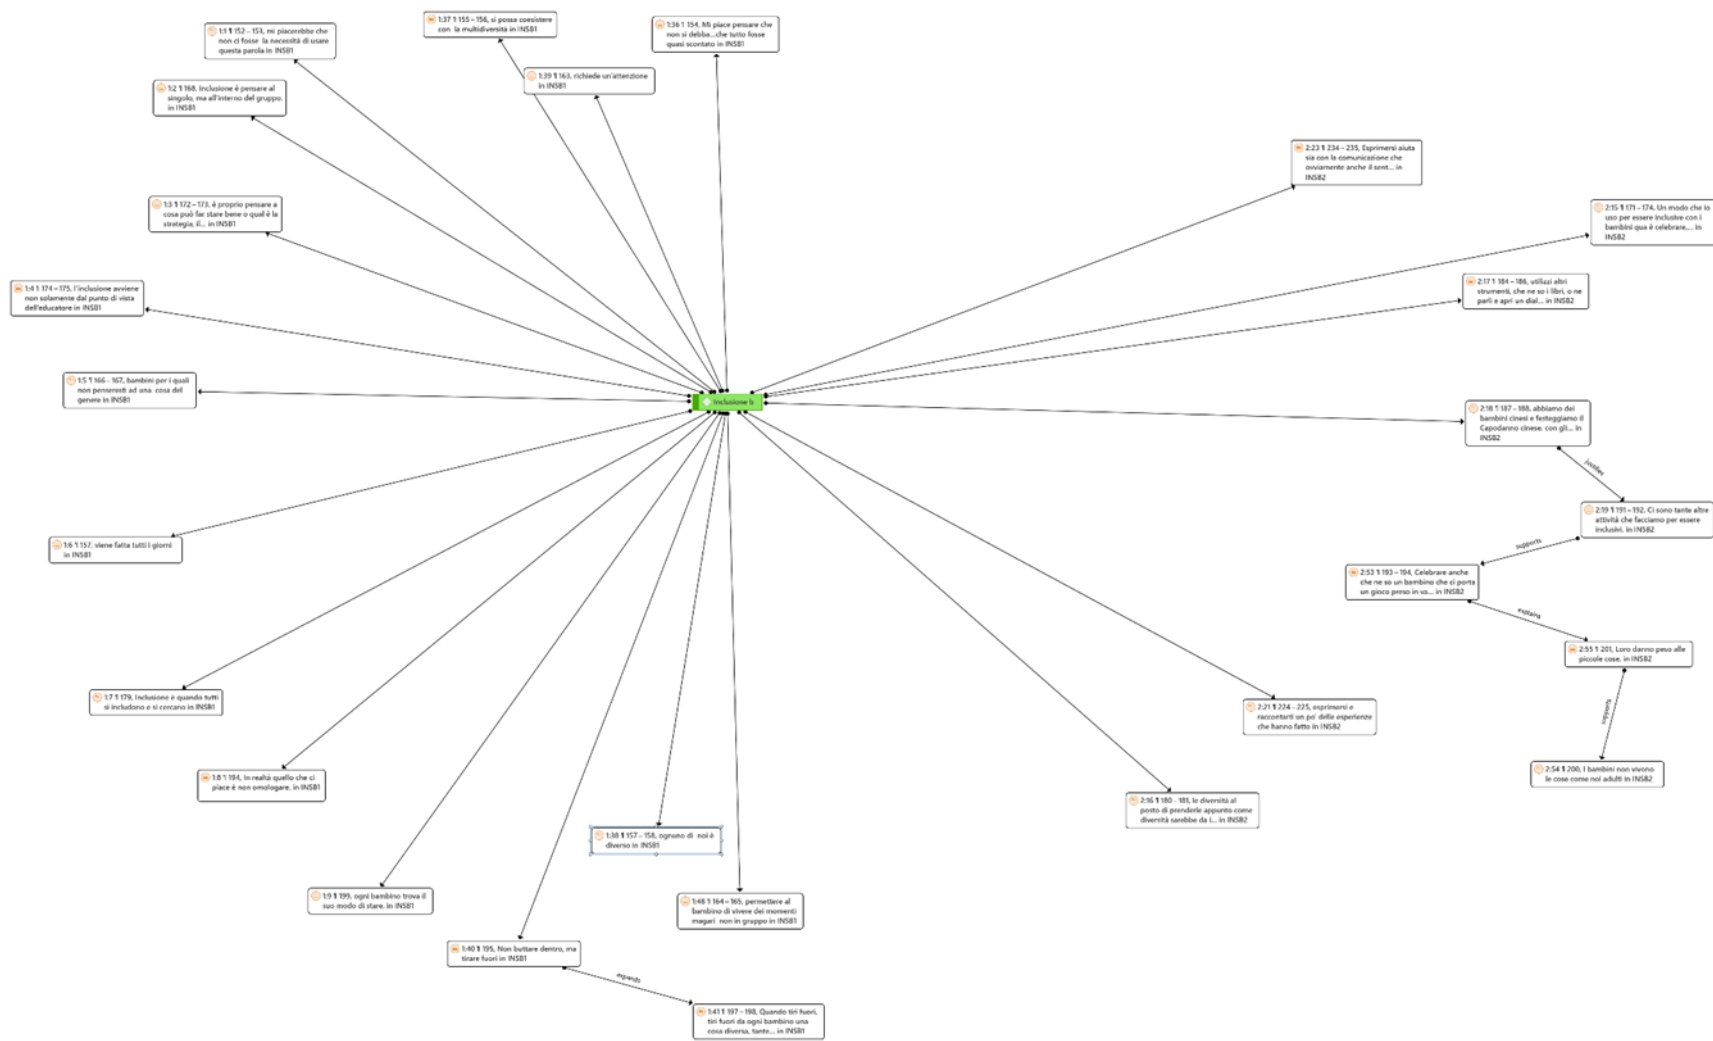 1:1 ¶ 152 – 153, mi piacerebbe che
non ci fosse la necessità di usare
questa parola in INSB1
1:37 ¶ 155 – 156, si possa coesistere
con la multidiversità in INSB1
1:36 ¶ 154, Mi piace pensare che
non si debba...che tutto fosse
quasi scontato in INSB1
1:39 ¶ 163, richiede un'attenzione
in INSB1
1:2 ¶ 168, Inclusione è pensare al
singolo, ma all'interno del gruppo.
in INSB1
2:23 ¶ 234 – 235, Esprimersi aiuta
sia con la comunicazione che
ovviamente anche il sent... in
INSB2
1:3 ¶ 172 – 173, è proprio pensare a
cosa può far stare bene o qual è la
strategia, il... in INSB1
2:15 ¶ 171 – 174, Un modo che io
uso per essere inclusive con i
bambini qua è celebrare,... in
INSB2
1:4 ¶ 174 – 175, l'inclusione avviene
non solamente dal punto di vista
dell'educatore in INSB1
2:17 ¶ 184 – 186, utilizzi altri
strumenti, che ne so i libri, o ne
parli e apri un dial... in INSB2
1:5 ¶ 166 – 167, bambini per i quali
non penseresti ad una cosa del
genere in INSB1
Inclusione b
2:18 ¶ 187 – 188, abbiamo dei
bambini cinesi e festeggiamo il
Capodanno cinese, con gli... in
INSB2
justifies
2:19 ¶ 191 – 192, Ci sono tante altre
attività che facciamo per essere
inclusivi. in INSB2
supports
1:6 ¶ 157, viene fatta tutti i giorni
in INSB1
2:53 ¶ 193 – 194, Celebrare anche
che ne so un bambino che ci porta
un gioco preso in va... in INSB2
explains
2:55 ¶ 201, Loro danno peso alle
piccole cose. in INSB2
supports
1:7 ¶ 179, Inclusione è quando tutti
si includono e si cercano in INSB1
2:21 ¶ 224 – 225, esprimersi e
raccontarti un po' delle esperienze
che hanno fatto in INSB2
1:8 ¶ 194, In realtà quello che ci
piace è non omologare. in INSB1
2:54 ¶ 200, I bambini non vivono
le cose come noi adulti in INSB2
2:16 ¶ 180 – 181, le diversità al
posto di prenderle appunto come
diversità sarebbe da i... in INSB2
1:38 ¶ 157 – 158, ognuno di noi è
diverso in INSB1
1:9 ¶ 199, ogni bambino trova il
suo modo di stare. in INSB1
1:48 ¶ 164 – 165, permettere al
bambino di vivere dei momenti
magari non in gruppo in INSB1
1:40 ¶ 195, Non buttare dentro, ma
tirare fuori in INSB1
expands
1:41 ¶ 197 – 198, Quando tiri fuori,
tiri fuori da ogni bambino una
cosa diversa, tante... in INSB1